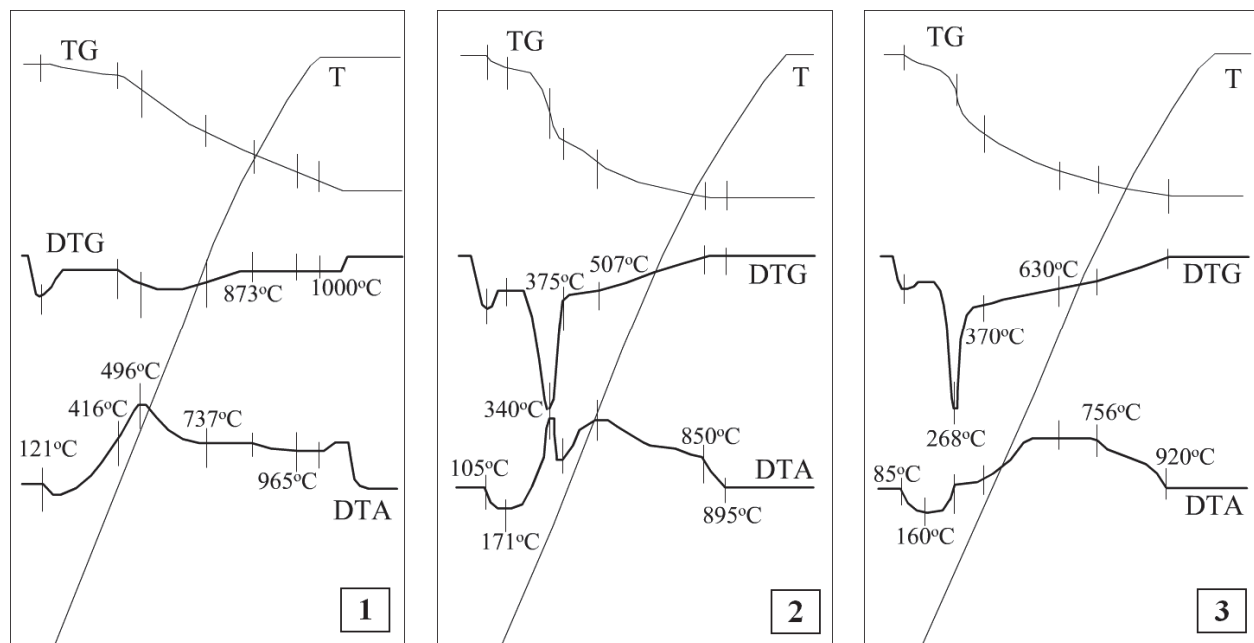 TG
T
DTG
873°C
1000°C
496°C
416°C
737°C
121°C
965°C
DTA
1
TG
T
375°C
507°C
DTG
340°C
850°C
105°C
DTA
171°C
895°C
2
TG
T
630°C
DTG
370°C
756°C
268°C
920°C
85°C
DTA
160°C
3